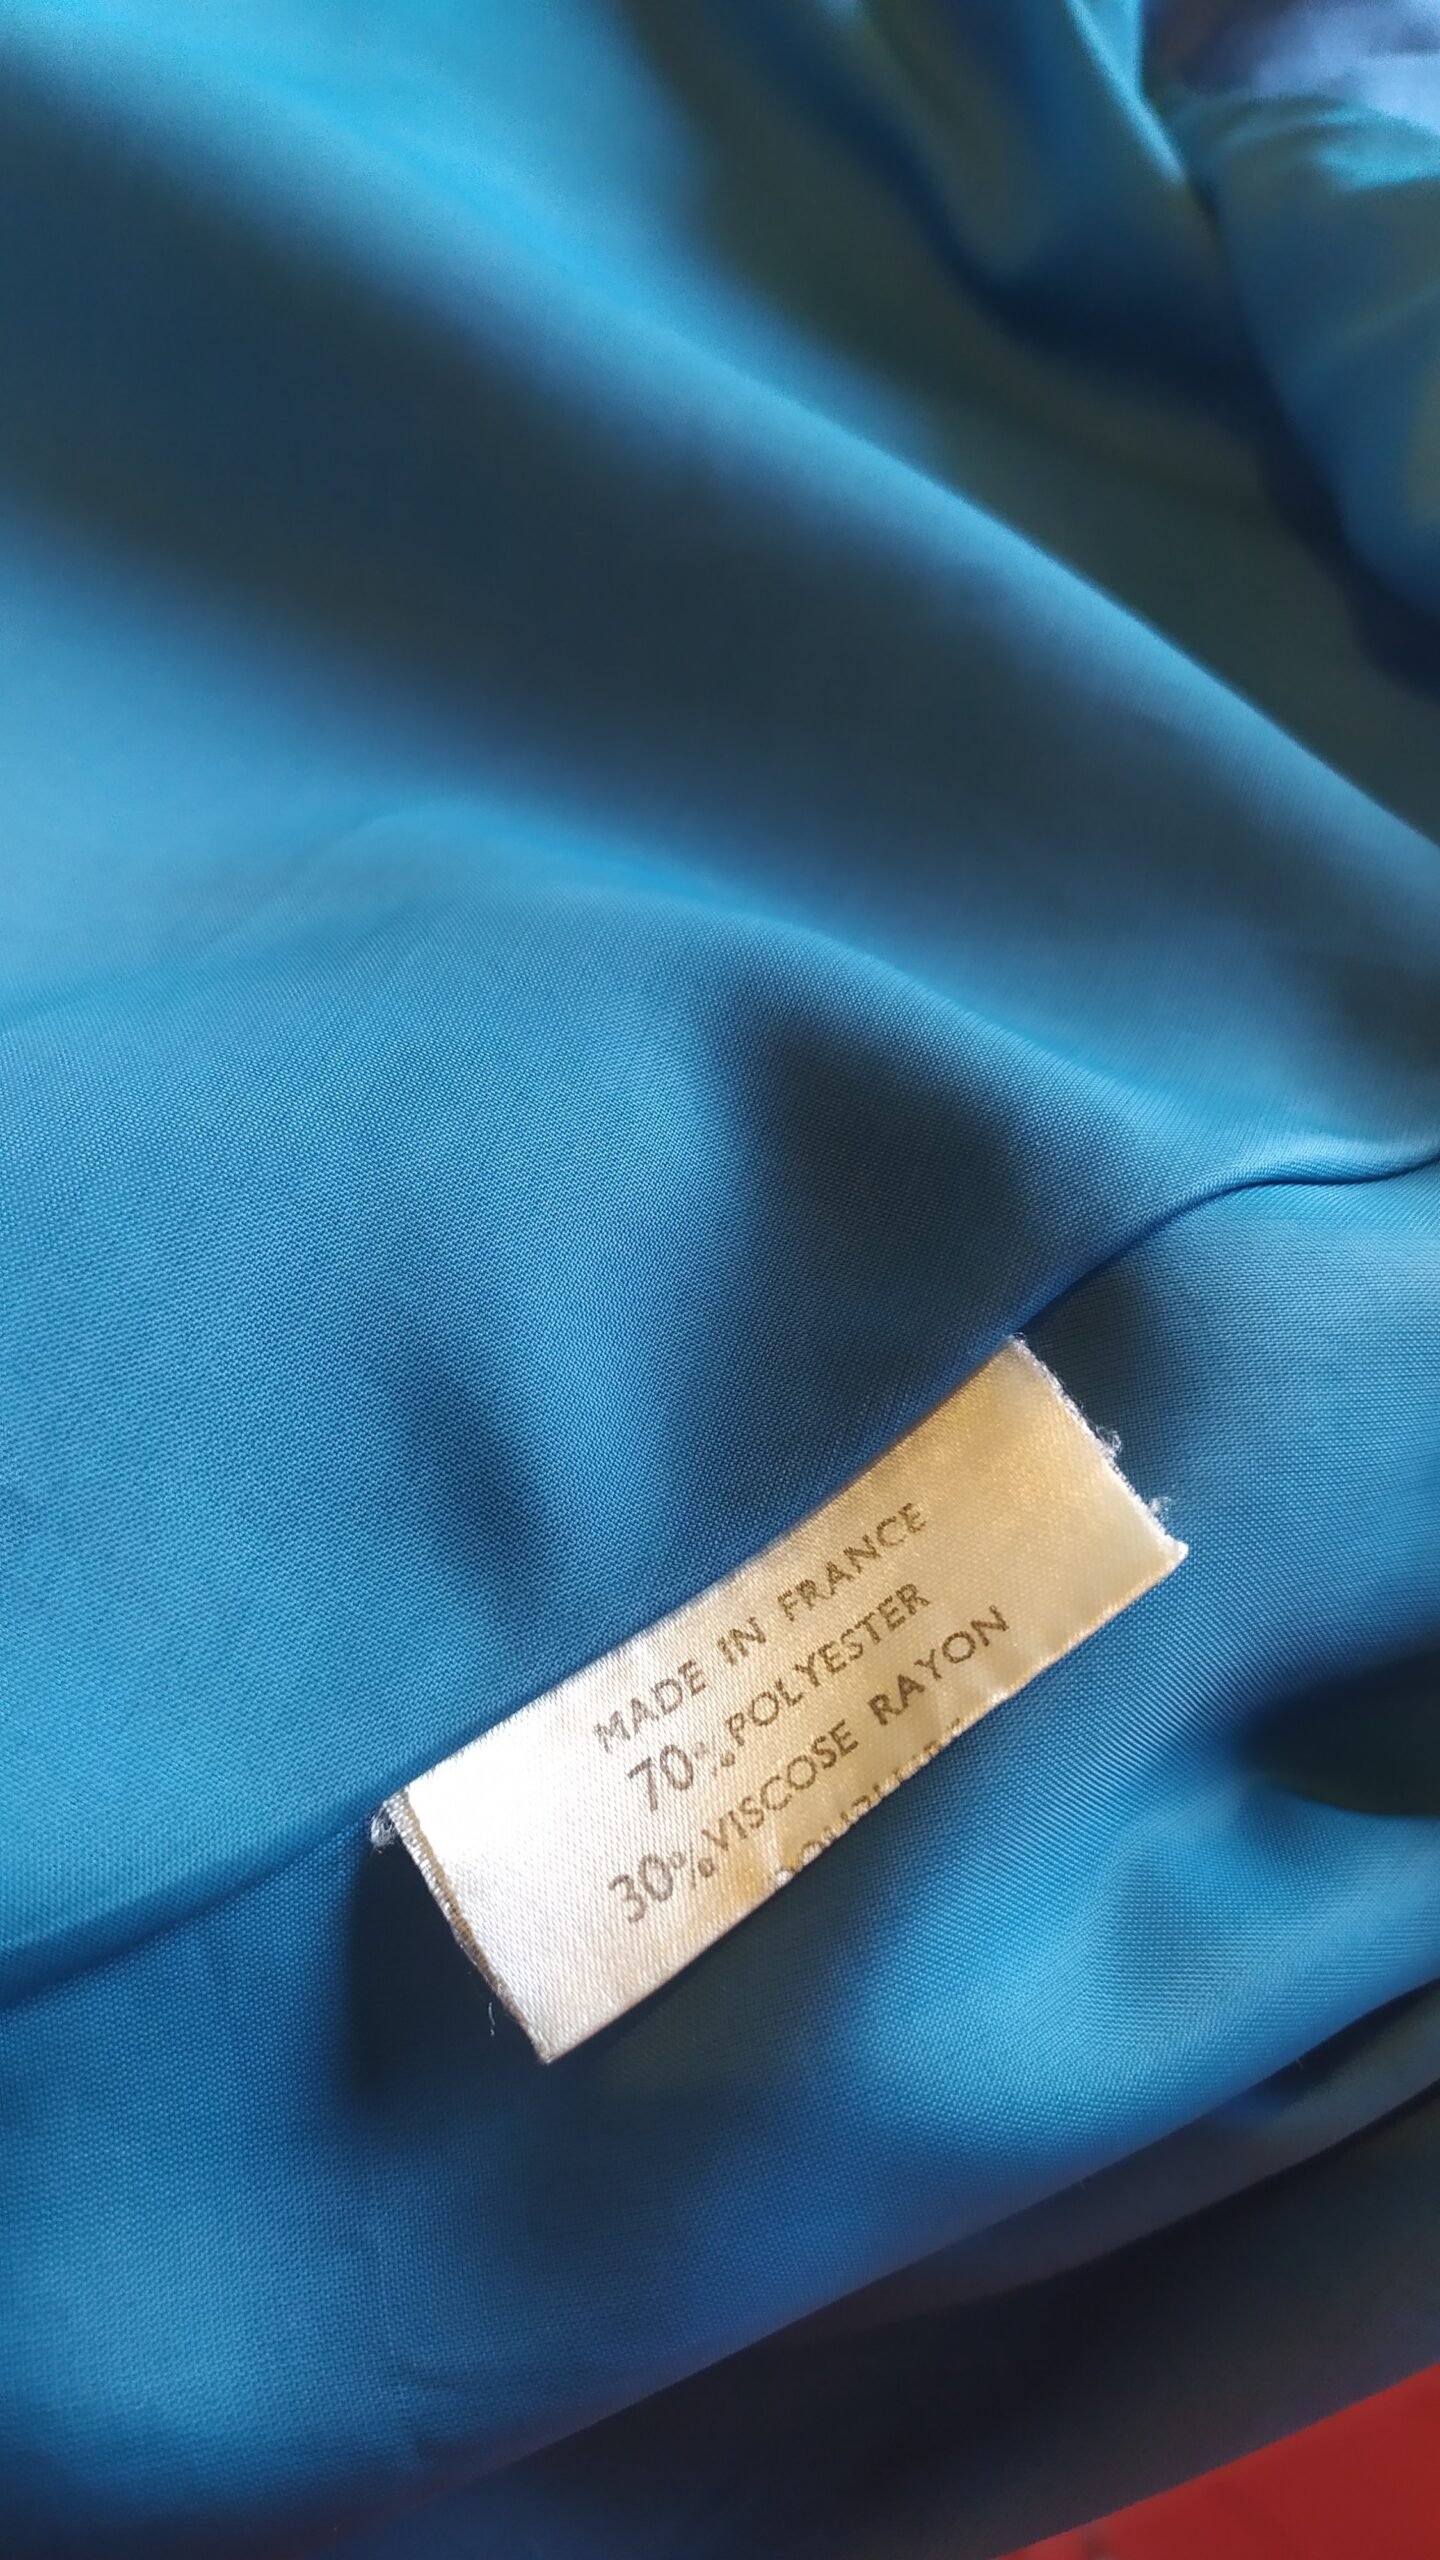 MADE IN FRANCE
70% POLYESTER
30% VISCOSE RAYON